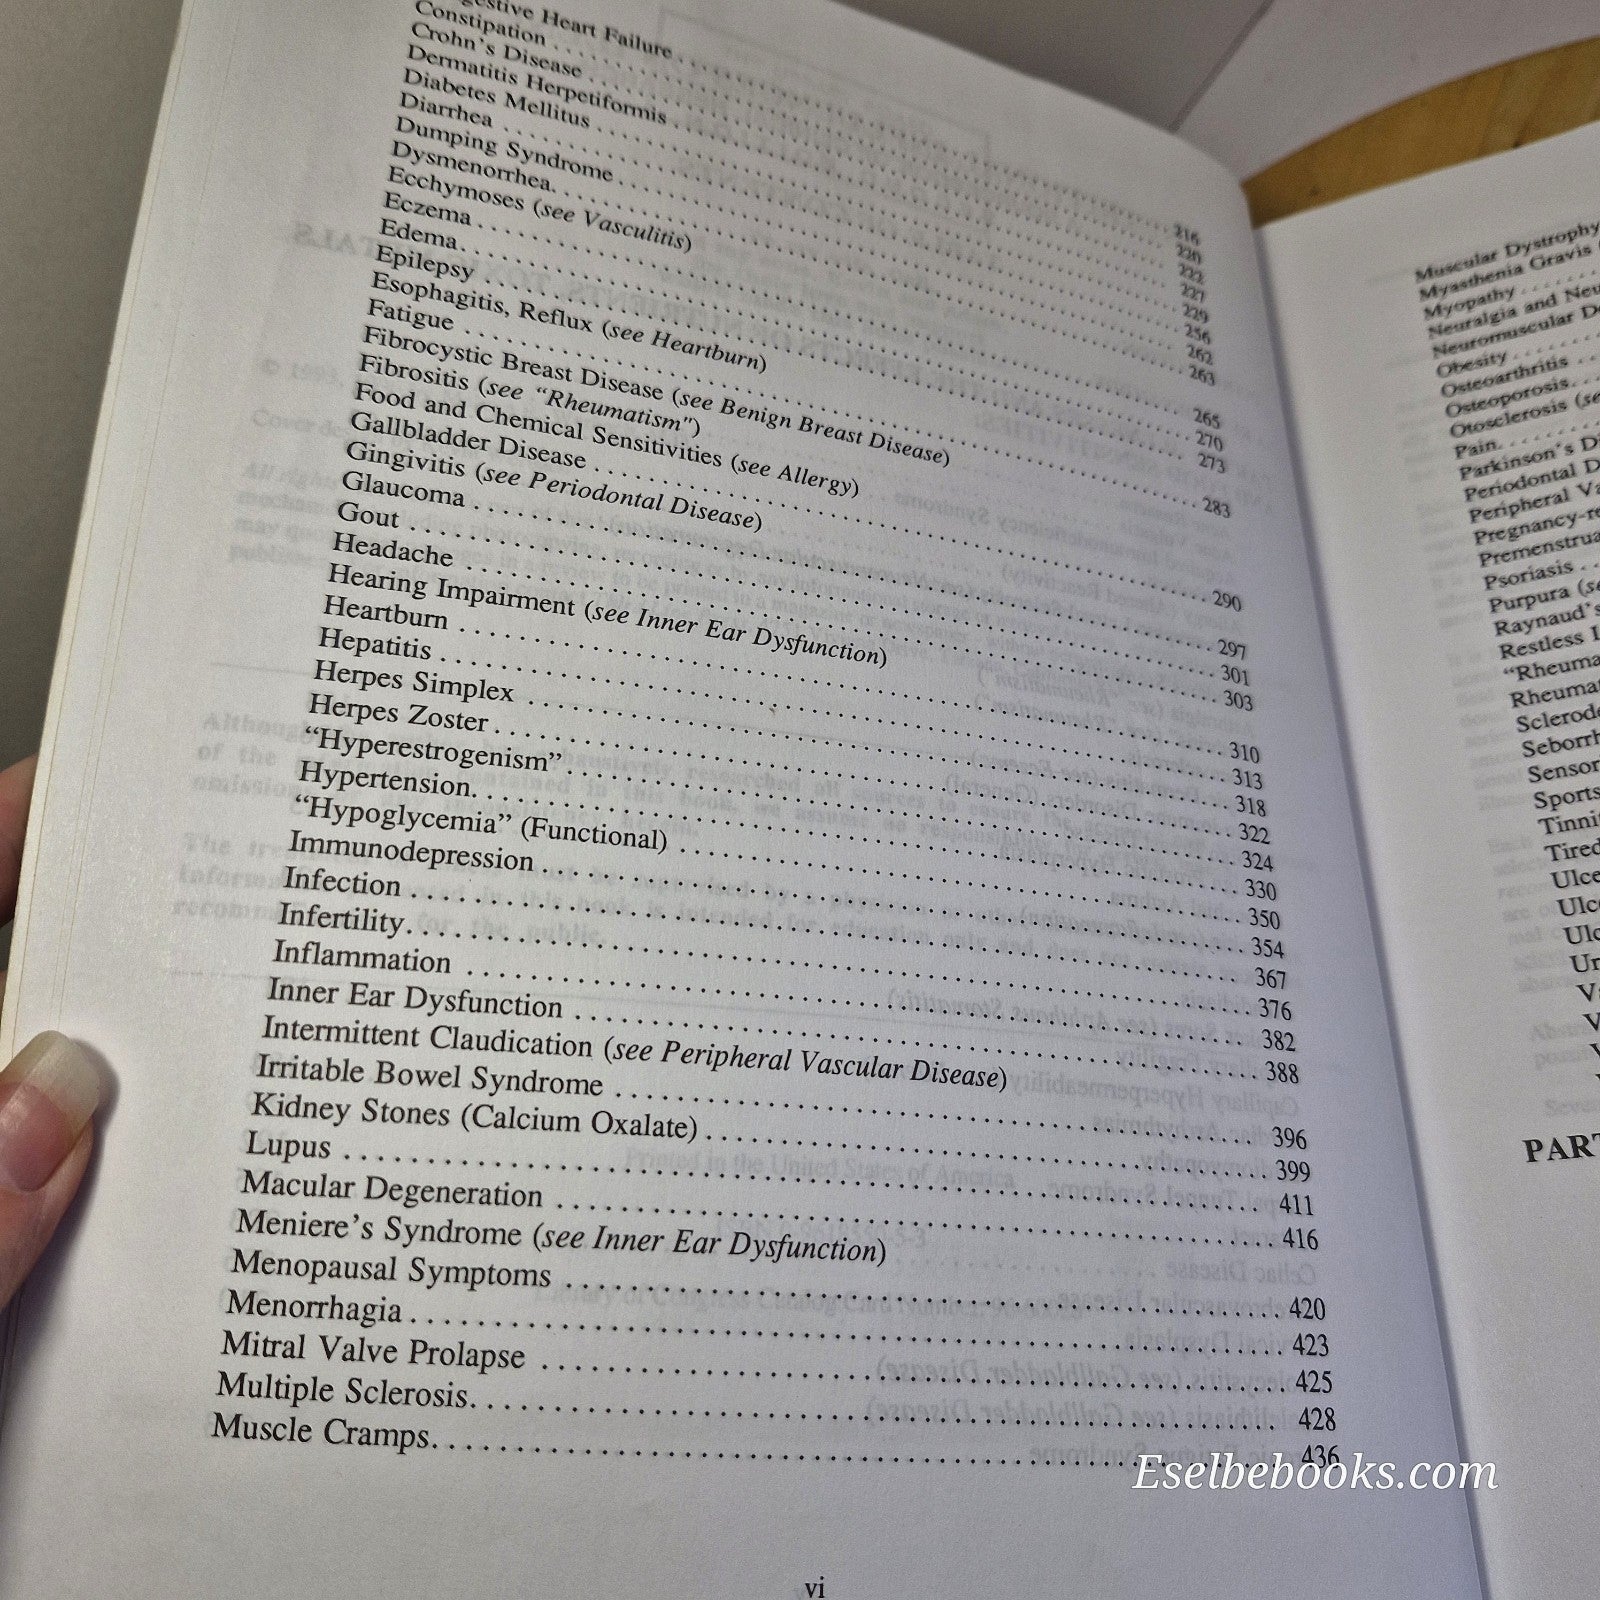 Heart Failure ........ 216
Constipation ........ 220
Crohn's Disease ........ 222
Dermatitis Herpetiformis ........ 227
Diabetes Mellitus ........ 229
Diarrhea ........ 256
Dumping Syndrome ........ 262
Dysmenorrhea ........ 263
Ecchymoses (see Vasculitis)
Eczema ........ 265
Edema ........ 270
Epilepsy ........ 273
Esophagitis, Reflux (see Heartburn)
Fatigue ........ 283
Fibrocystic Breast Disease (see Benign Breast Disease)
Fibrositis (see "Rheumatism")
Food and Chemical Sensitivities (see Allergy)
Gallbladder Disease ........ 290
Gingivitis (see Periodontal Disease)
Glaucoma ........ 297
Gout ........ 301
Headache ........ 303
Hearing Impairment (see Inner Ear Dysfunction)
Heartburn ........ 310
Hepatitis ........ 313
Herpes Simplex ........ 318
Herpes Zoster ........ 322
“Hyperestrogenism” ........ 324
Hypertension ........ 330
“Hypoglycemia” (Functional) ........ 350
Immunodepression ........ 354
Infection ........ 367
Infertility ........ 376
Inflammation ........ 382
Inner Ear Dysfunction ........ 388
Intermittent Claudication (see Peripheral Vascular Disease)
Irritable Bowel Syndrome ........ 396
Kidney Stones (Calcium Oxalate) ........ 399
Lupus ........ 411
Macular Degeneration ........ 416
Meniere's Syndrome (see Inner Ear Dysfunction)
Menopausal Symptoms ........ 420
Menorrhagia ........ 423
Mitral Valve Prolapse ........ 425
Multiple Sclerosis ........ 428
Muscle Cramps ........ 436
vi
Muscular Dystrophy
Myasthenia Gravis
Myopathy
Neuralgia and
Neuromuscular
Obesity
Osteoarthritis
Osteoporosis
Otosclerosis
Pain
Parkinson's
Periodontal
Peripheral
Psoriasis
Purpura
Raynaud's
Restless
Eselbebooks.com